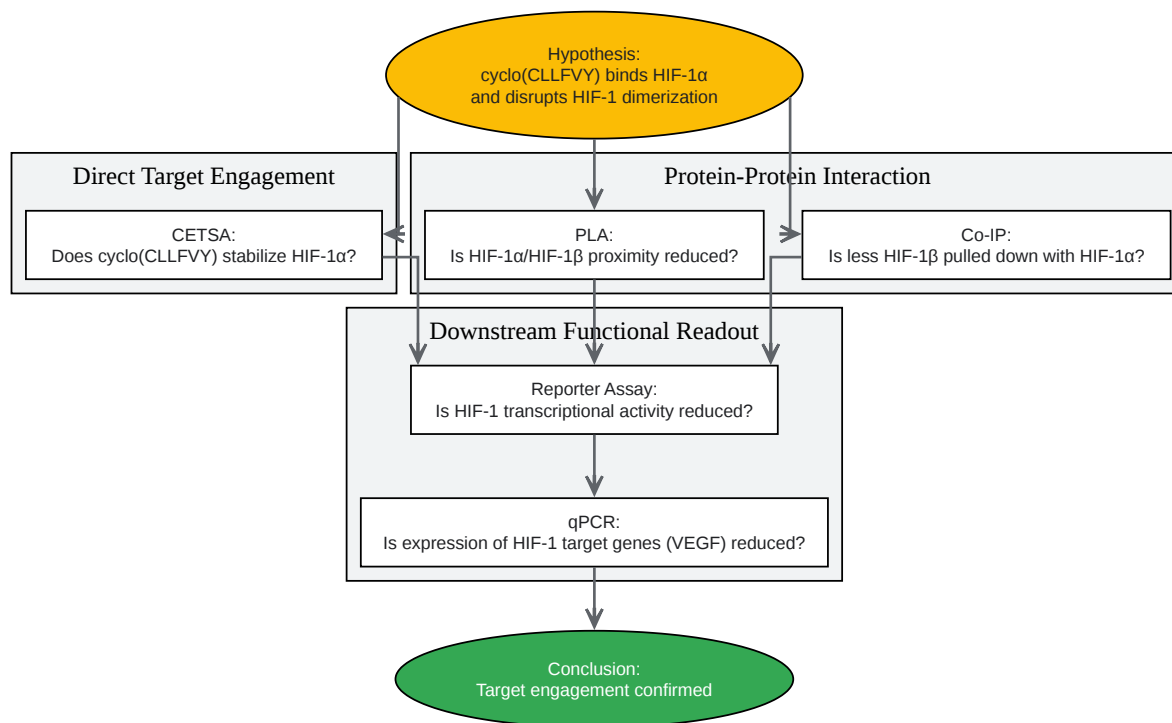 Hypothesis:
cyclo(CLLFVY) binds HIF-1α
and disrupts HIF-1 dimerization
Direct Target Engagement
Protein-Protein Interaction
CETSA:
Does cyclo(CLLFVY) stabilize HIF-1α?
PLA:
Is HIF-1α/HIF-1β proximity reduced?
Co-IP:
Is less HIF-1β pulled down with HIF-1α?
Downstream Functional Readout
Reporter Assay:
Is HIF-1 transcriptional activity reduced?
qPCR:
Is expression of HIF-1 target genes (VEGF) reduced?
Conclusion:
Target engagement confirmed